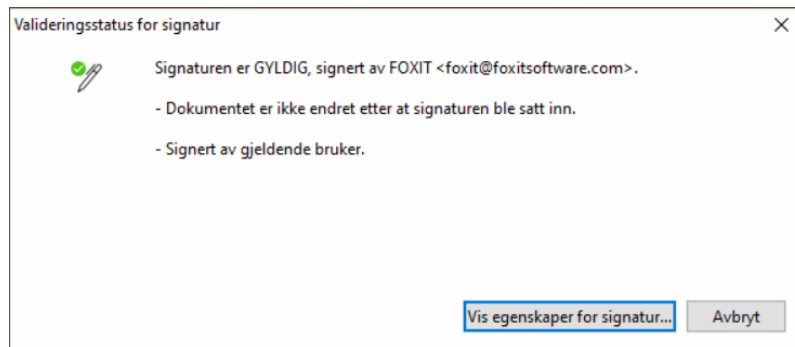 Valideringsstatus for signatur
Signaturen er GYLDIG, signert av FOXIT <foxit@foxitsoftware.com>.
- Dokumentet er ikke endret etter at signaturen ble satt inn.
- Signert av gjeldende bruker.
Vis egenskaper for signatur... Avbryt